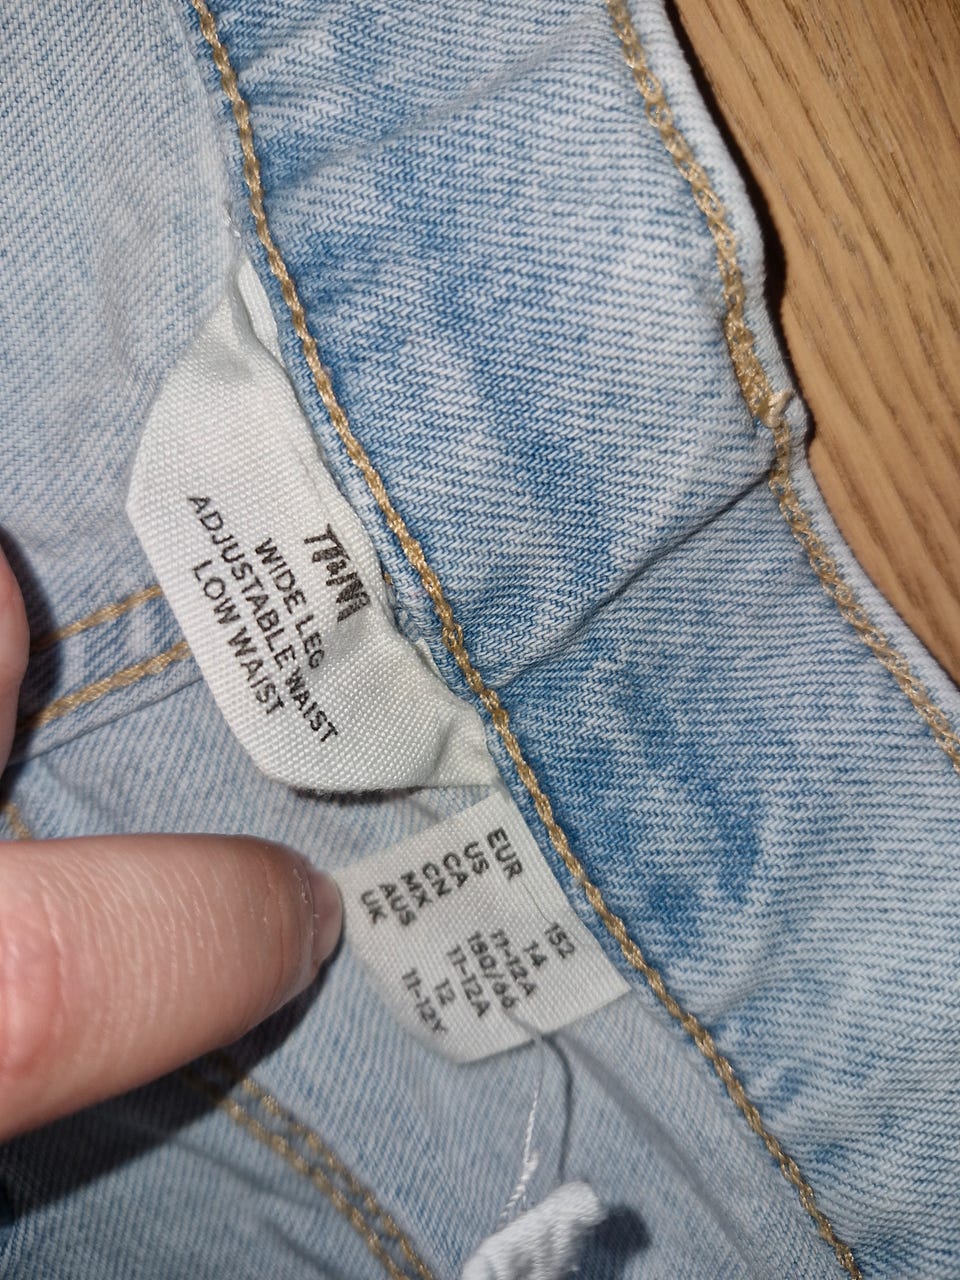 H&M
WIDE LEG
ADJUSTABLE WAIST
LOW WAIST
EUR 152
US 14
CA 11-12A
CN 150/66
MX 11-12A
AUS 12
UK 11-12Y